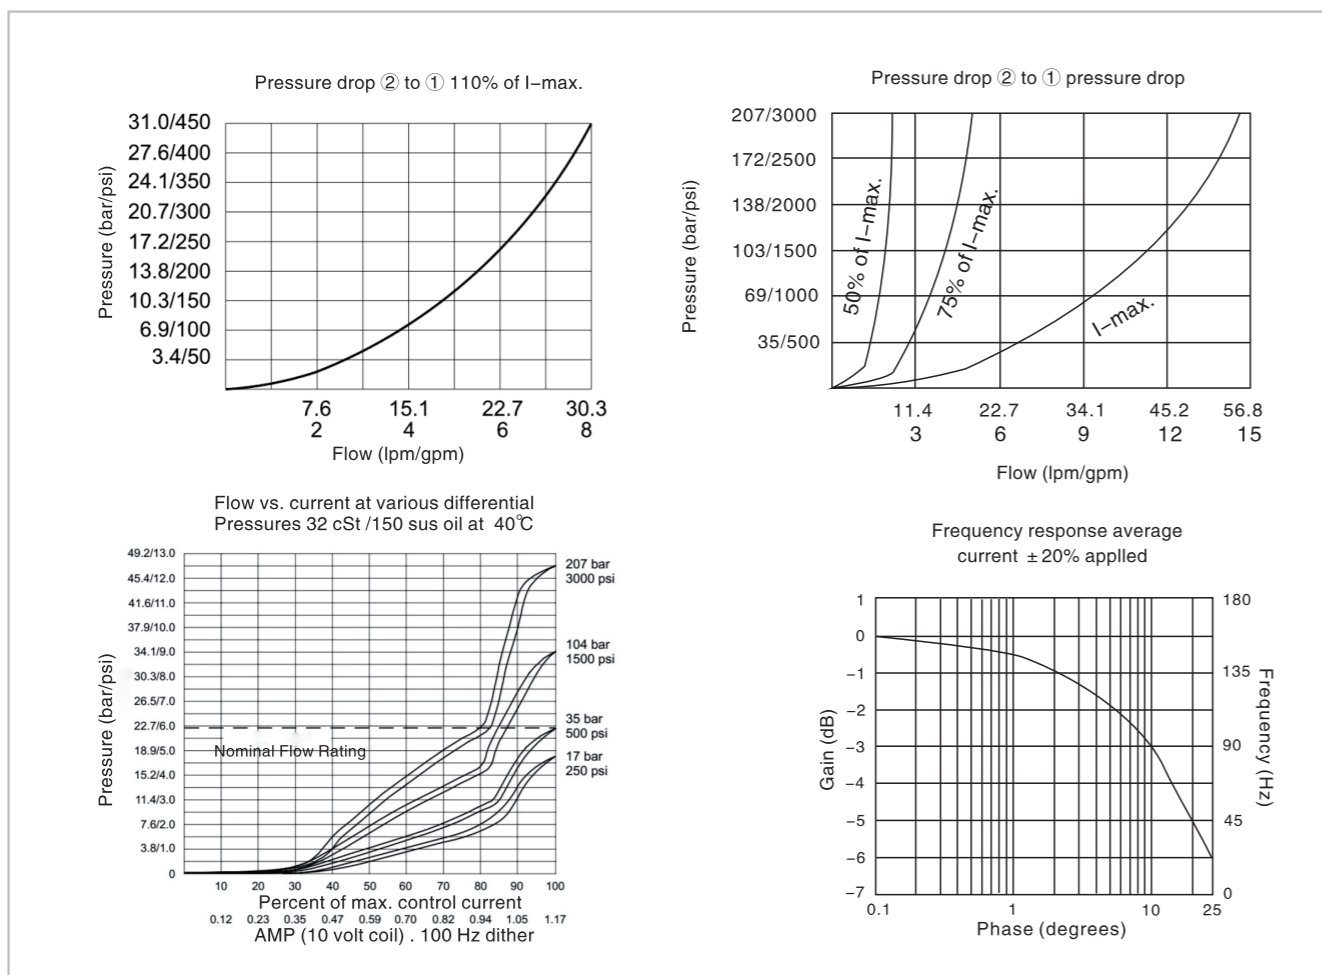 Pressure drop ② to ① 110% of I–max.
31.0/450
27.6/400
24.1/350
20.7/300
17.2/250
13.8/200
10.3/150
6.9/100
3.4/50
Pressure (bar/psi)
7.6 15.1 22.7 30.3
2 4 6 8
Flow (lpm/gpm)
Pressure drop ② to ① pressure drop
207/3000
172/2500
138/2000
103/1500
69/1000
35/500
Pressure (bar/psi)
50% of I–max.
75% of I–max.
I–max.
11.4 22.7 34.1 45.2 56.8
3 6 9 12 15
Flow (lpm/gpm)
Flow vs. current at various differential
Pressures 32 cSt /150 sus oil at 40℃
49.2/13.0
45.4/12.0
41.6/11.0
37.9/10.0
34.1/9.0
30.3/8.0
26.5/7.0
22.7/6.0
18.9/5.0
15.2/4.0
11.4/3.0
7.6/2.0
3.8/1.0
0
Pressure (bar/psi)
Nominal Flow Rating
207 bar
3000 psi
104 bar
1500 psi
35 bar
500 psi
17 bar
250 psi
10 20 30 40 50 60 70 80 90 100
Percent of max. control current
0.12 0.23 0.35 0.47 0.59 0.70 0.82 0.94 1.05 1.17
AMP (10 volt coil) . 100 Hz dither
Frequency response average
current ±20% applled
1
0
–1
–2
–3
–4
–5
–6
–7
Gain (dB)
180
135
90
45
0
Frequency (Hz)
0.1 1 10 25
Phase (degrees)